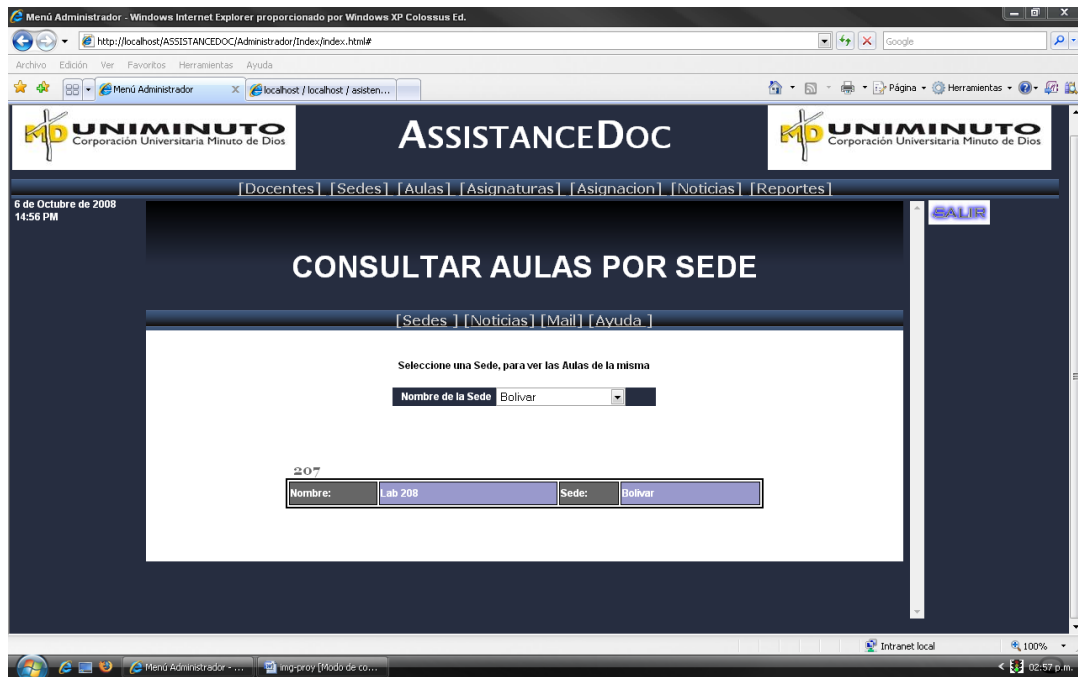 Menú Administrador - Windows Internet Explorer proporcionado por Windows XP Colossus Ed.
http://localhost/ASSISTANCEDOC/Administrador/Index/index.html#
Google
Archivo Edición Ver Favoritos Herramientas Ayuda
Menú Administrador
localhost / localhost / asisten...
Página
Herramientas
UNIMINUTO
Corporación Universitaria Minuto de Dios
ASSISTANCEDOC
UNIMINUTO
Corporación Universitaria Minuto de Dios
[Docentes] [Sedes] [Aulas] [Asignaturas] [Asignacion] [Noticias] [Reportes]
6 de Octubre de 2008
14:56 PM
SALIR
CONSULTAR AULAS POR SEDE
[Sedes ] [Noticias] [Mail] [Ayuda ]
Seleccione una Sede, para ver las Aulas de la misma
Nombre de la Sede Bolivar
207
Nombre: Lab 208 Sede: Bolivar
Intranet local
100%
Menú Administrador - ...
img-proy [Modo de co...
02:57 p.m.